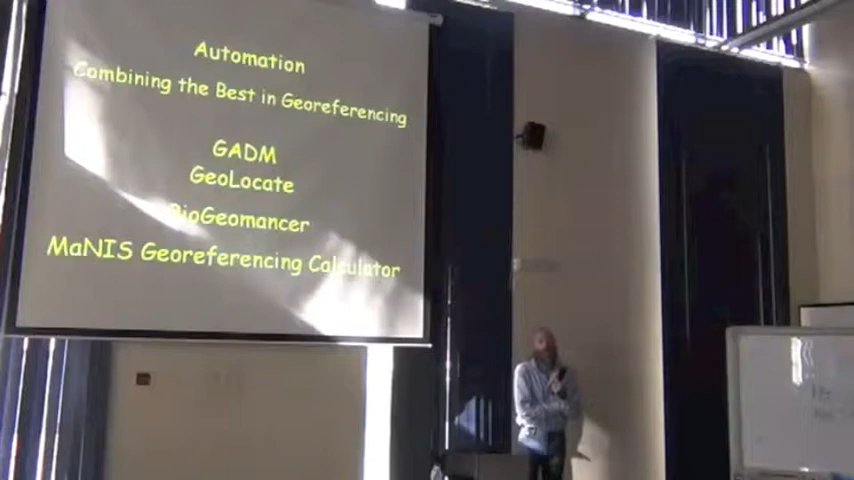 Automation
Combining the Best in Georeferencing
GADM
GeoLocate
BioGeomancer
MaNIS Georeferencing Calculator